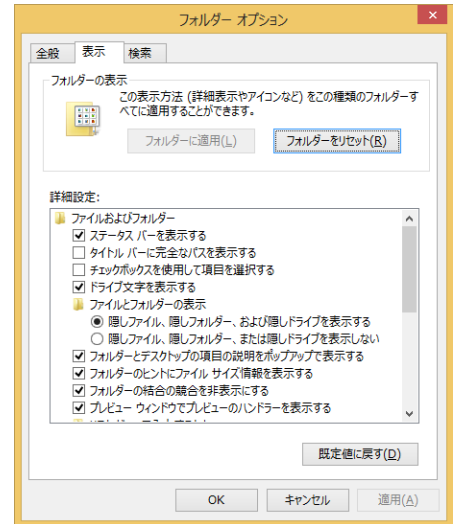 フォルダー オプション
全般 表示 検索
フォルダーの表示
この表示方法 (詳細表示やアイコンなど) をこの種類のフォルダーす
べてに適用することができます。
フォルダーに適用(L) フォルダーをリセット(R)
詳細設定:
ファイルおよびフォルダー
ステータス バーを表示する
タイトル バーに完全なパスを表示する
チェックボックスを使用して項目を選択する
ドライブ文字を表示する
ファイルとフォルダーの表示
隠しファイル、隠しフォルダー、および隠しドライブを表示する
隠しファイル、隠しフォルダー、または隠しドライブを表示しない
フォルダーとデスクトップの項目の説明をポップアップで表示する
フォルダーのヒントにファイル サイズ情報を表示する
フォルダーの結合の競合を非表示にする
プレビュー ウィンドウでプレビューのハンドラーを表示する
既定値に戻す(D)
OK キャンセル 適用(A)